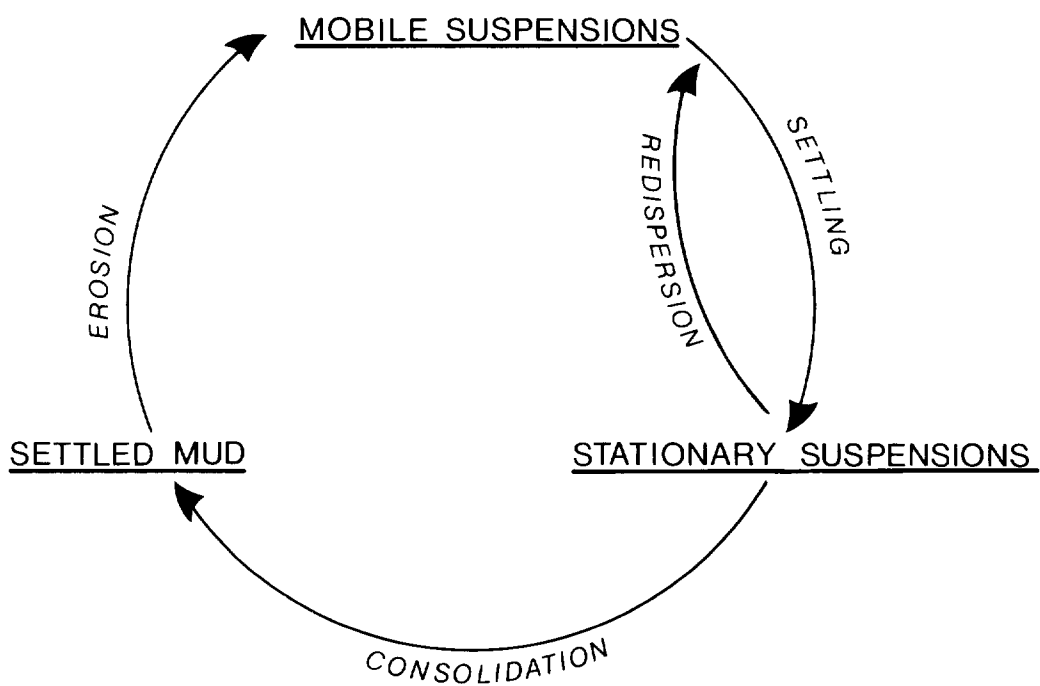 MOBILE SUSPENSIONS
SETTLING
REDISPERSION
EROSION
SETTLED MUD
STATIONARY SUSPENSIONS
CONSOLIDATION